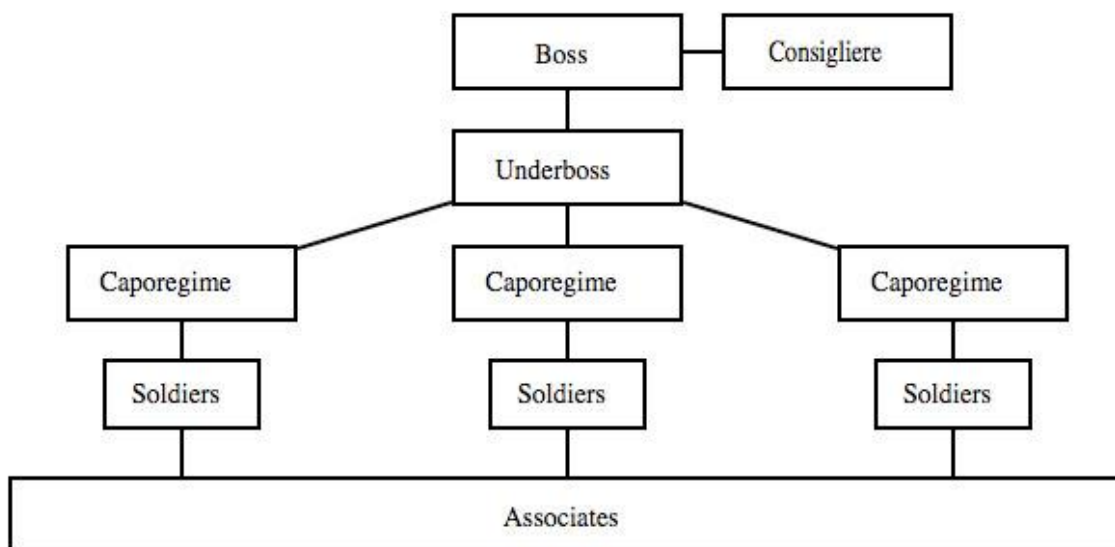 Boss
Consigliere
Underboss
Caporegime
Caporegime
Caporegime
Soldiers
Soldiers
Soldiers
Associates